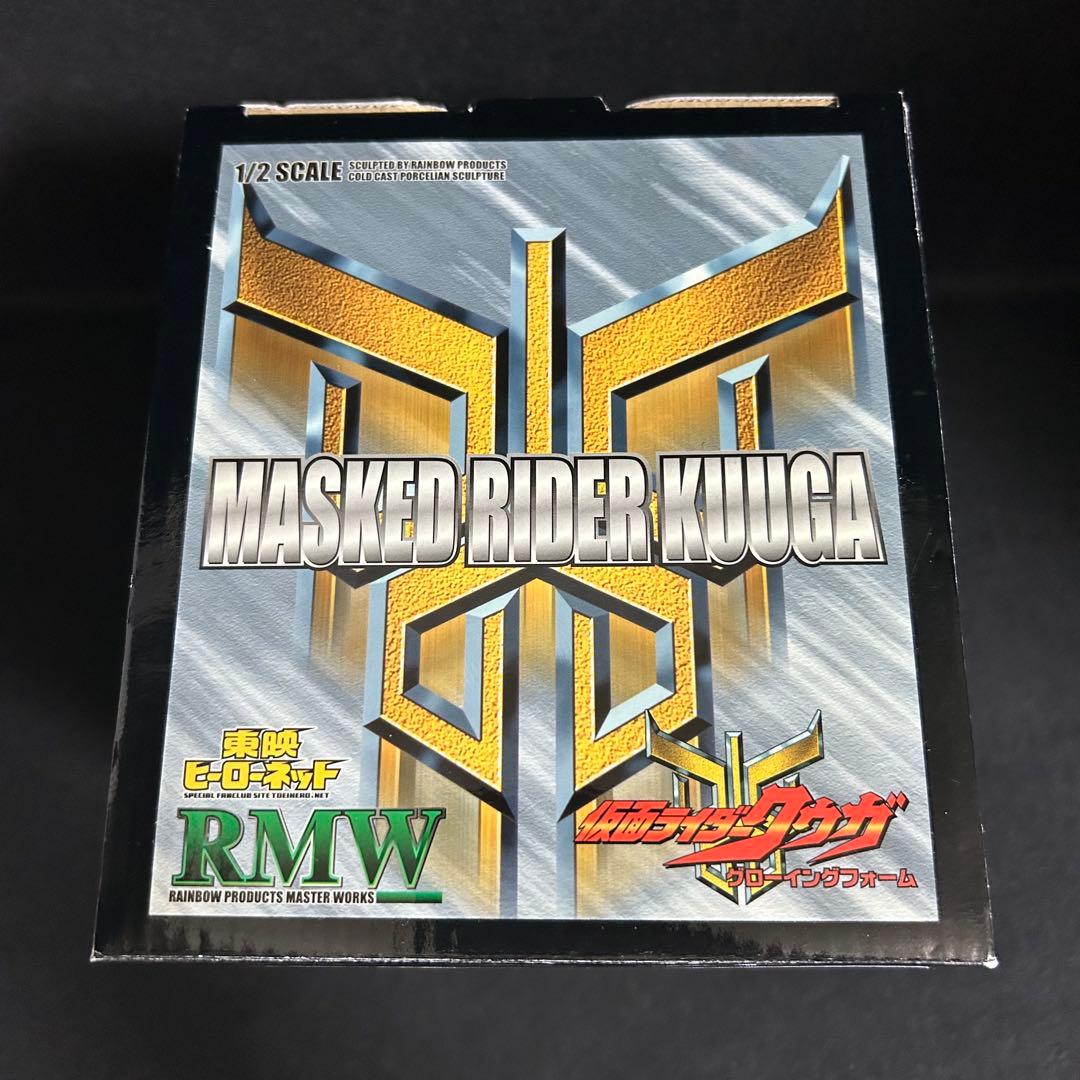 1/2 SCALE
SCULPTED BY RAINBOW PRODUCTS
COLD CAST PORCELIAN SCULPTURE
MASKED RIDER KUUGA
東映
ヒーローネット
SPECIAL FANCLUB SITE TOEIHERO.NET
RMW
RAINBOW PRODUCTS MASTER WORKS
仮面ライダークウガ
グローイングフォーム